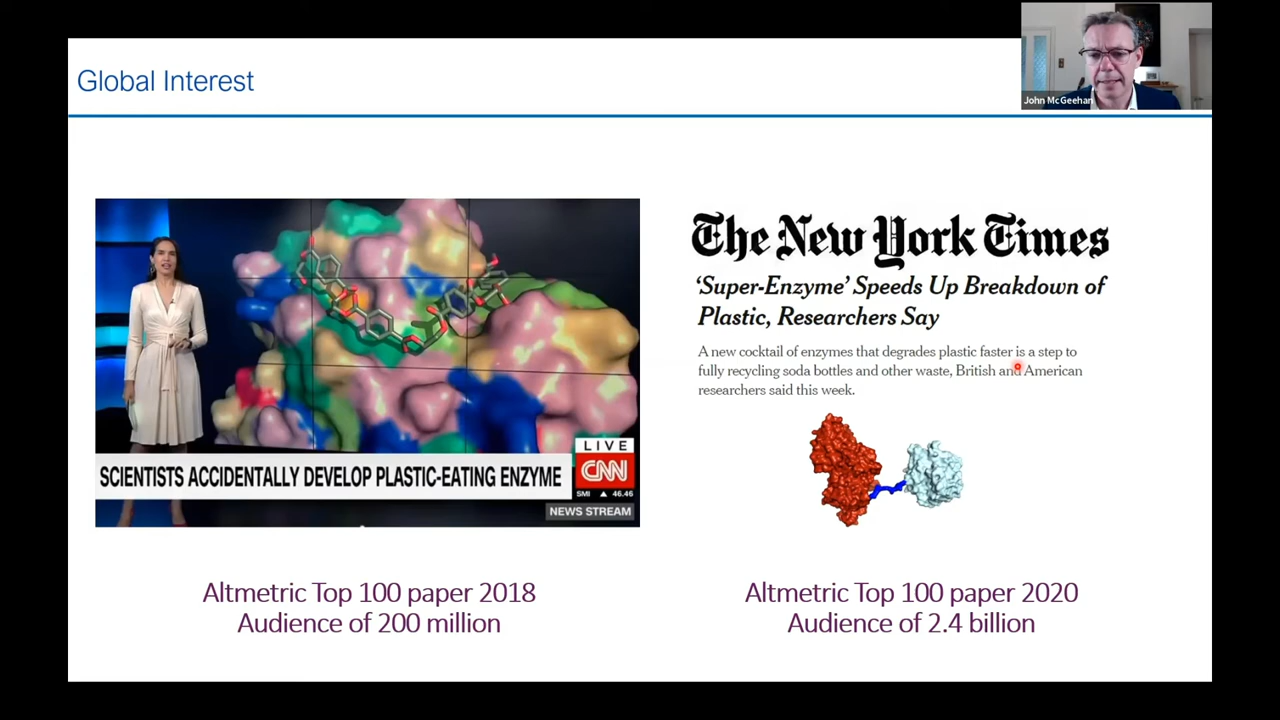 Global Interest
John McGeehan
SCIENTISTS ACCIDENTALLY DEVELOP PLASTIC-EATING ENZYME
LIVE
CNN
SMI ▲ 46.46
NEWS STREAM
Altmetric Top 100 paper 2018
Audience of 200 million
The New York Times
‘Super-Enzyme’ Speeds Up Breakdown of
Plastic, Researchers Say
A new cocktail of enzymes that degrades plastic faster is a step to
fully recycling soda bottles and other waste, British and American
researchers said this week.
Altmetric Top 100 paper 2020
Audience of 2.4 billion